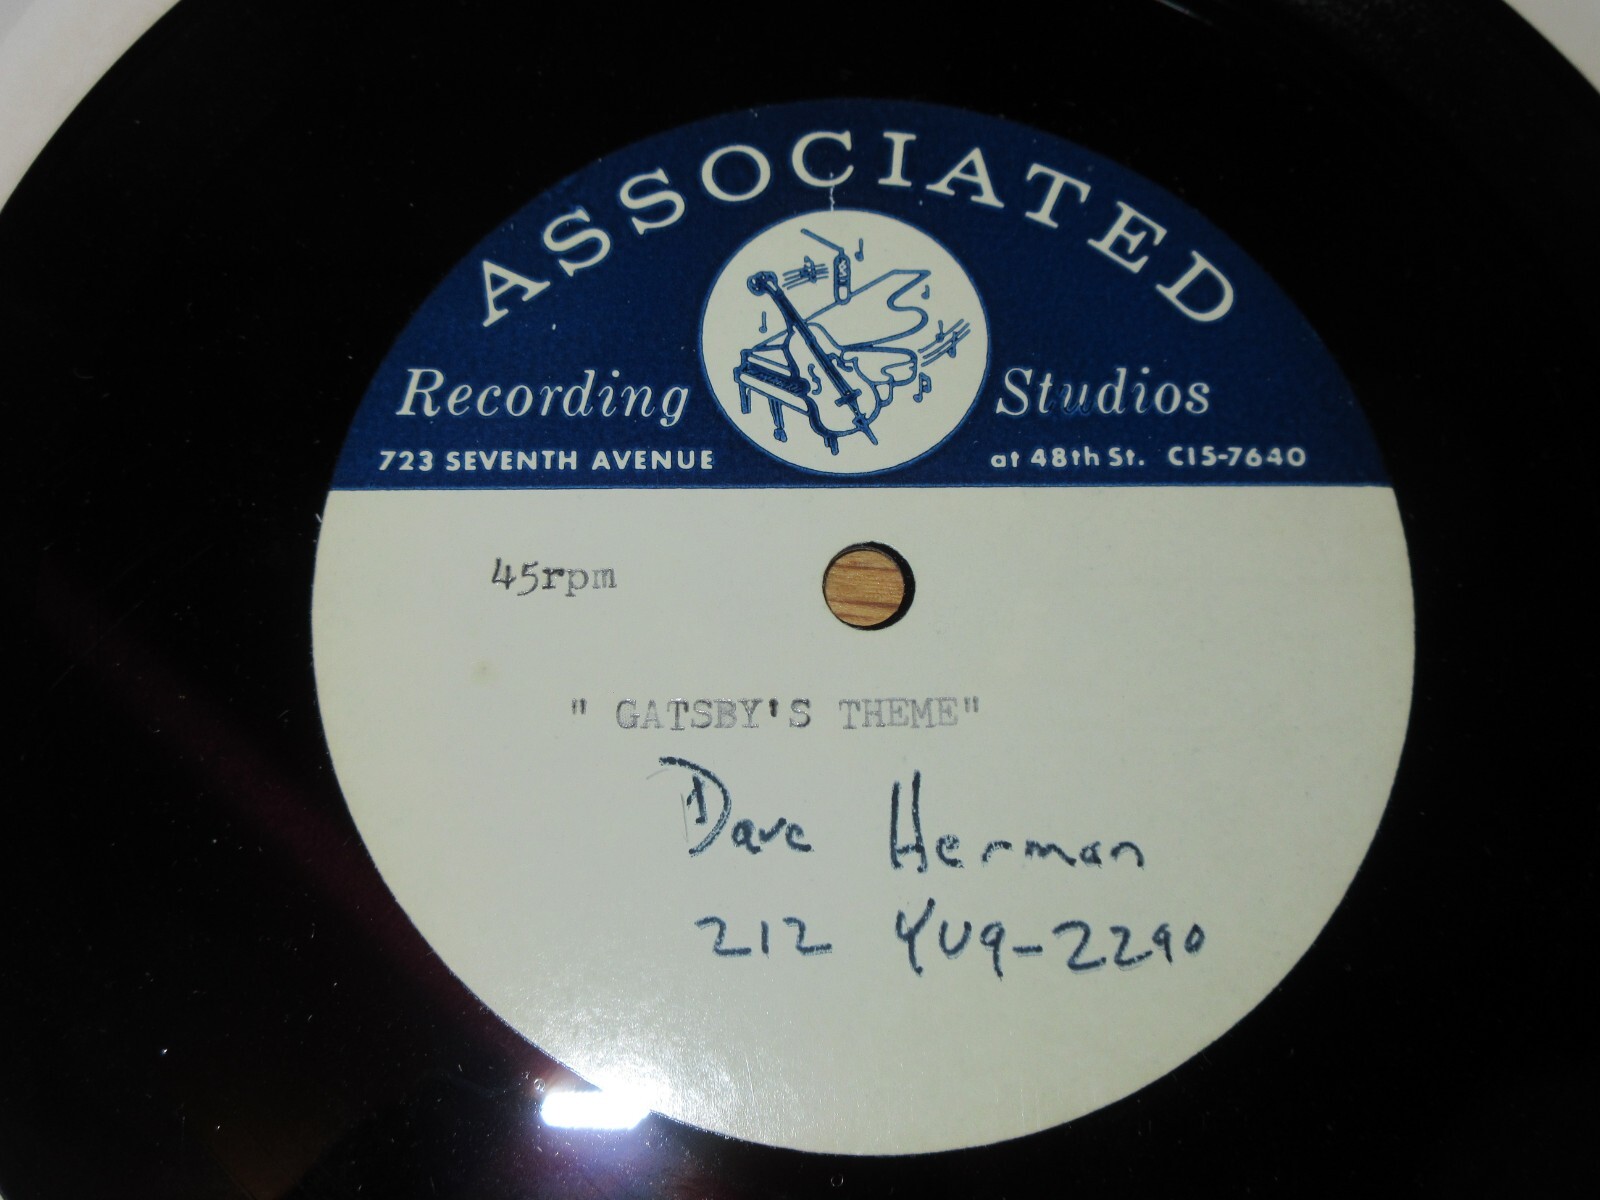 ASSOCIATED
Recording Studios
723 SEVENTH AVENUE at 48th St. CI5-7640
45rpm
" GATSBY'S THEME"
Dave Herman
212 YU9-2290